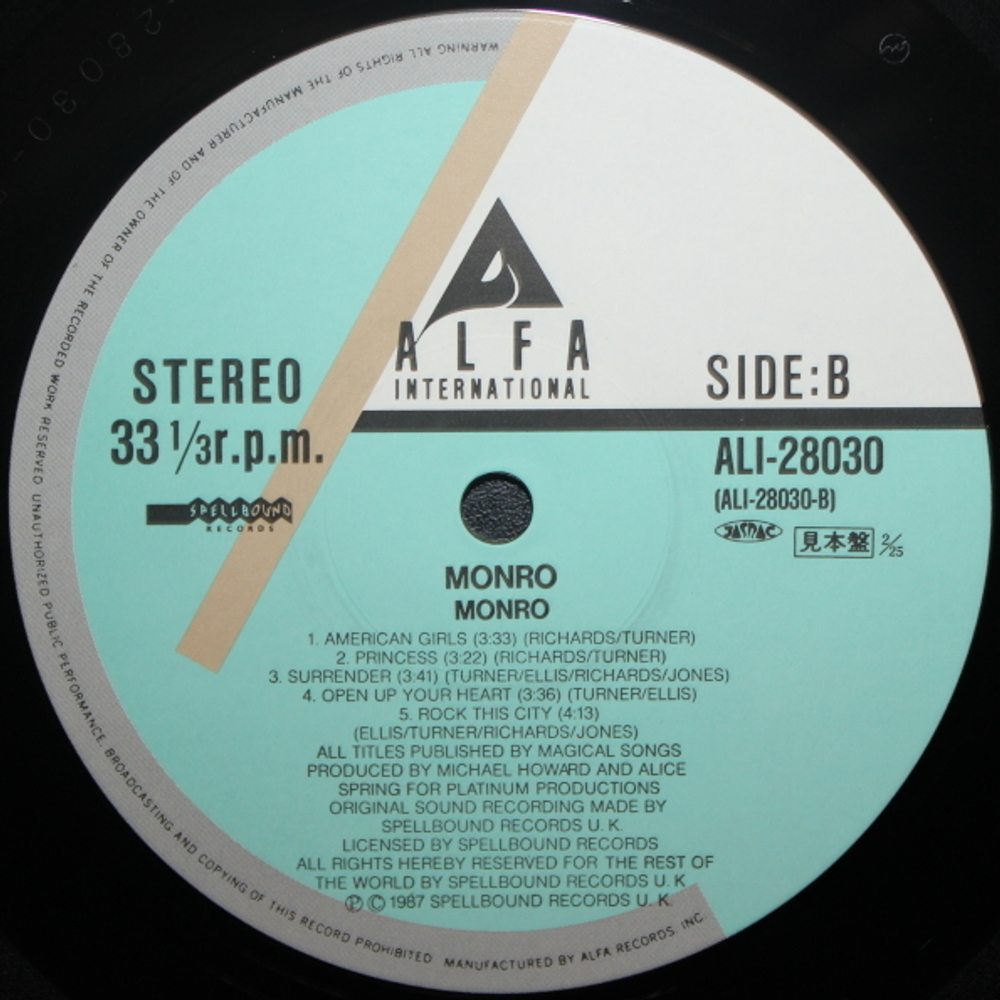 WARNING ALL RIGHTS OF THE MANUFACTURER AND OF THE OWNER OF THE RECORDED WORK RESERVED UNAUTHORIZED PUBLIC PERFORMANCE, BROADCASTING AND COPYING OF THIS RECORD PROHIBITED MANUFACTURED BY ALFA RECORDS, INC.
ALFA
INTERNATIONAL
STEREO
33 1/3r.p.m.
SPELLBOUND
RECORDS
SIDE:B
ALI-28030
(ALI-28030-B)
JASRAC 見本盤 2/25
MONRO
MONRO
1. AMERICAN GIRLS (3:33) (RICHARDS/TURNER)
2. PRINCESS (3:22) (RICHARDS/TURNER)
3. SURRENDER (3:41) (TURNER/ELLIS/RICHARDS/JONES)
4. OPEN UP YOUR HEART (3:36) (TURNER/ELLIS)
5. ROCK THIS CITY (4:13)
(ELLIS/TURNER/RICHARDS/JONES)
ALL TITLES PUBLISHED BY MAGICAL SONGS
PRODUCED BY MICHAEL HOWARD AND ALICE
SPRING FOR PLATINUM PRODUCTIONS
ORIGINAL SOUND RECORDING MADE BY
SPELLBOUND RECORDS U. K.
LICENSED BY SPELLBOUND RECORDS
ALL RIGHTS HEREBY RESERVED FOR THE REST OF
THE WORLD BY SPELLBOUND RECORDS U. K
Ⓟ © 1987 SPELLBOUND RECORDS U. K.